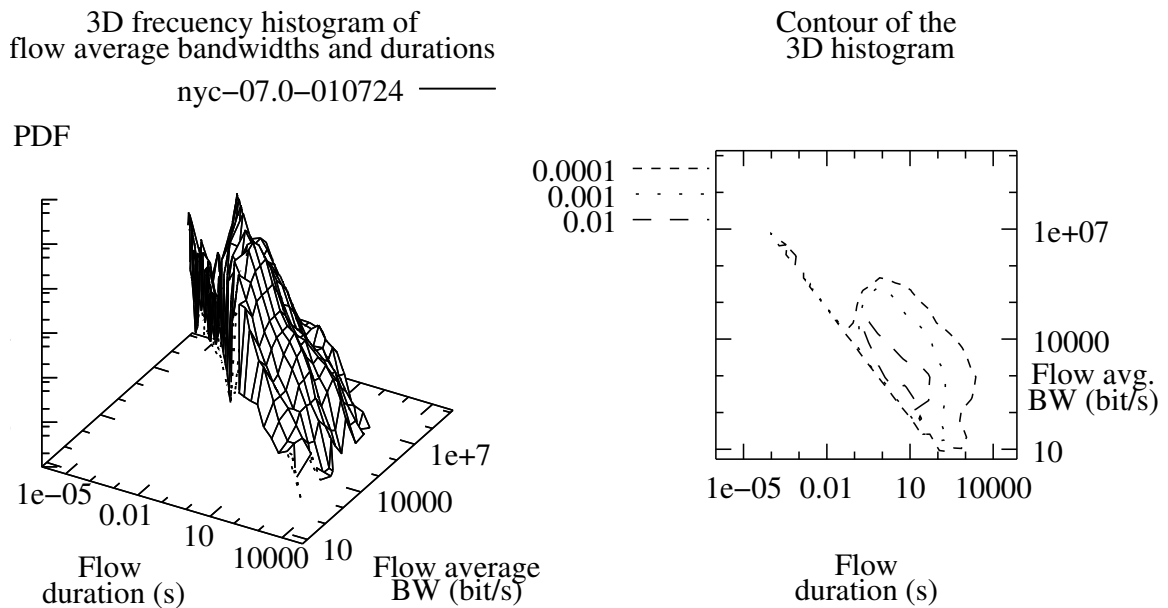 3D frecuency histogram of
flow average bandwidths and durations
nyc−07.0−010724
PDF
1e−05
0.01
10
10000
Flow
duration (s)
10
10000
1e+7
Flow average
BW (bit/s)
Contour of the
3D histogram
0.0001
0.001
0.01
1e+07
10000
Flow avg.
BW (bit/s)
10
1e−05 0.01 10 10000
Flow
duration (s)